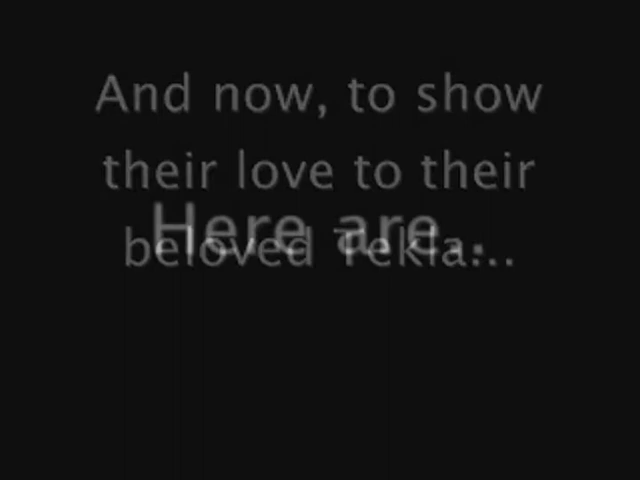 And now, to show
their love to their
Here are...
beloved Tekla...